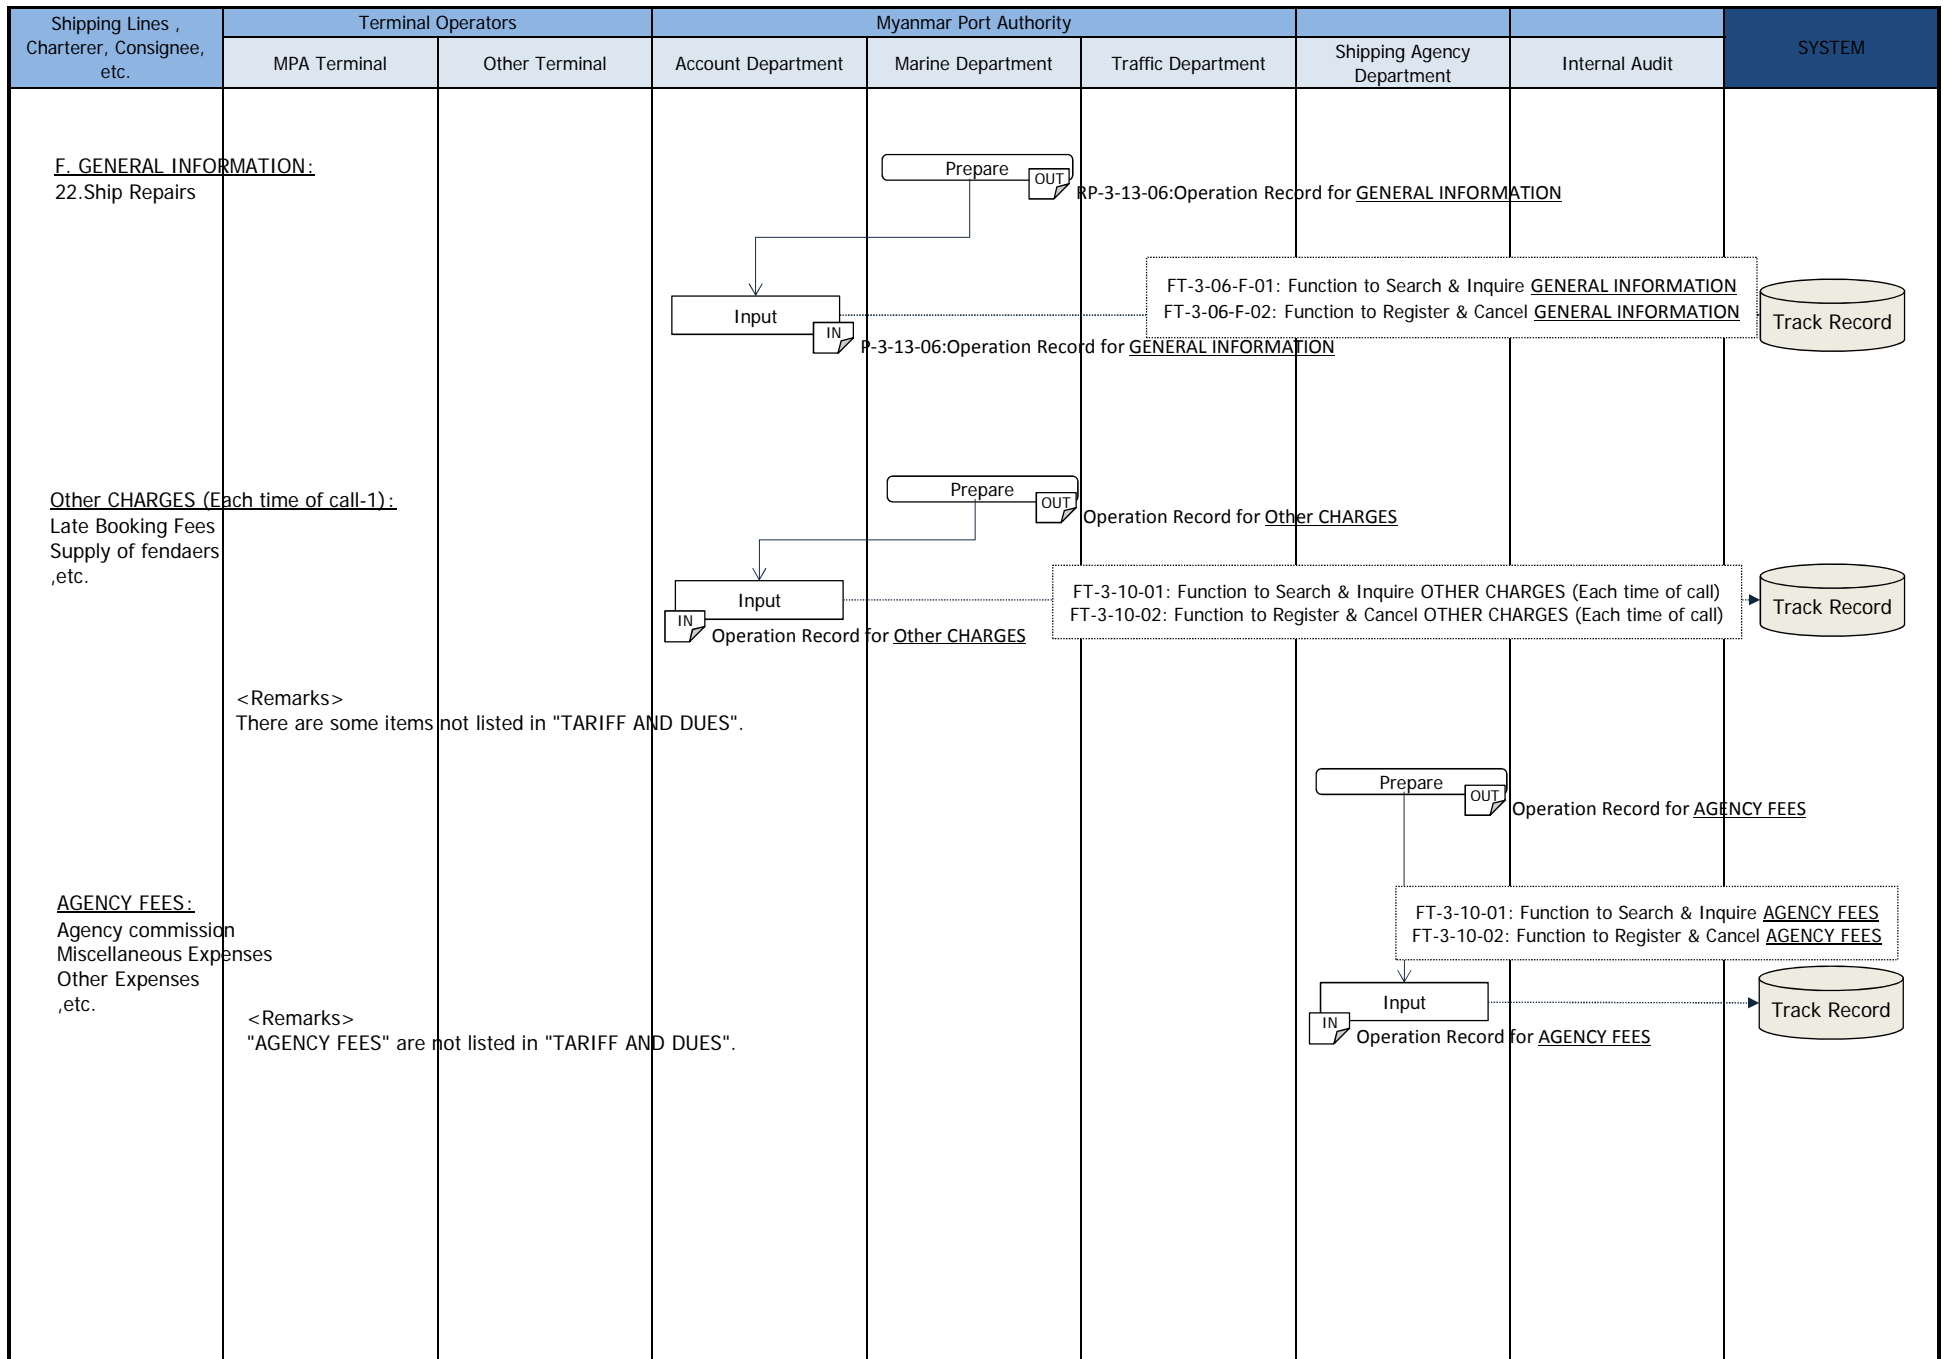 Shipping Lines ,
Charterer, Consignee,
etc.
Terminal Operators
Myanmar Port Authority
SYSTEM
MPA Terminal
Other Terminal
Account Department
Marine Department
Traffic Department
Shipping Agency
Department
Internal Audit
F. GENERAL INFORMATION:
22.Ship Repairs
Prepare
OUT
RP-3-13-06:Operation Record for GENERAL INFORMATION
FT-3-06-F-01: Function to Search & Inquire GENERAL INFORMATION
FT-3-06-F-02: Function to Register & Cancel GENERAL INFORMATION
Input
IN
P-3-13-06:Operation Record for GENERAL INFORMATION
Track Record
Other CHARGES (Each time of call-1):
Late Booking Fees
Supply of fendaers
,etc.
Prepare
OUT
Operation Record for Other CHARGES
Input
IN
Operation Record for Other CHARGES
FT-3-10-01: Function to Search & Inquire OTHER CHARGES (Each time of call)
FT-3-10-02: Function to Register & Cancel OTHER CHARGES (Each time of call)
Track Record
<Remarks>
There are some items not listed in "TARIFF AND DUES".
Prepare
OUT
Operation Record for AGENCY FEES
AGENCY FEES:
Agency commission
Miscellaneous Expenses
Other Expenses
,etc.
FT-3-10-01: Function to Search & Inquire AGENCY FEES
FT-3-10-02: Function to Register & Cancel AGENCY FEES
Input
IN
Operation Record for AGENCY FEES
Track Record
<Remarks>
"AGENCY FEES" are not listed in "TARIFF AND DUES".